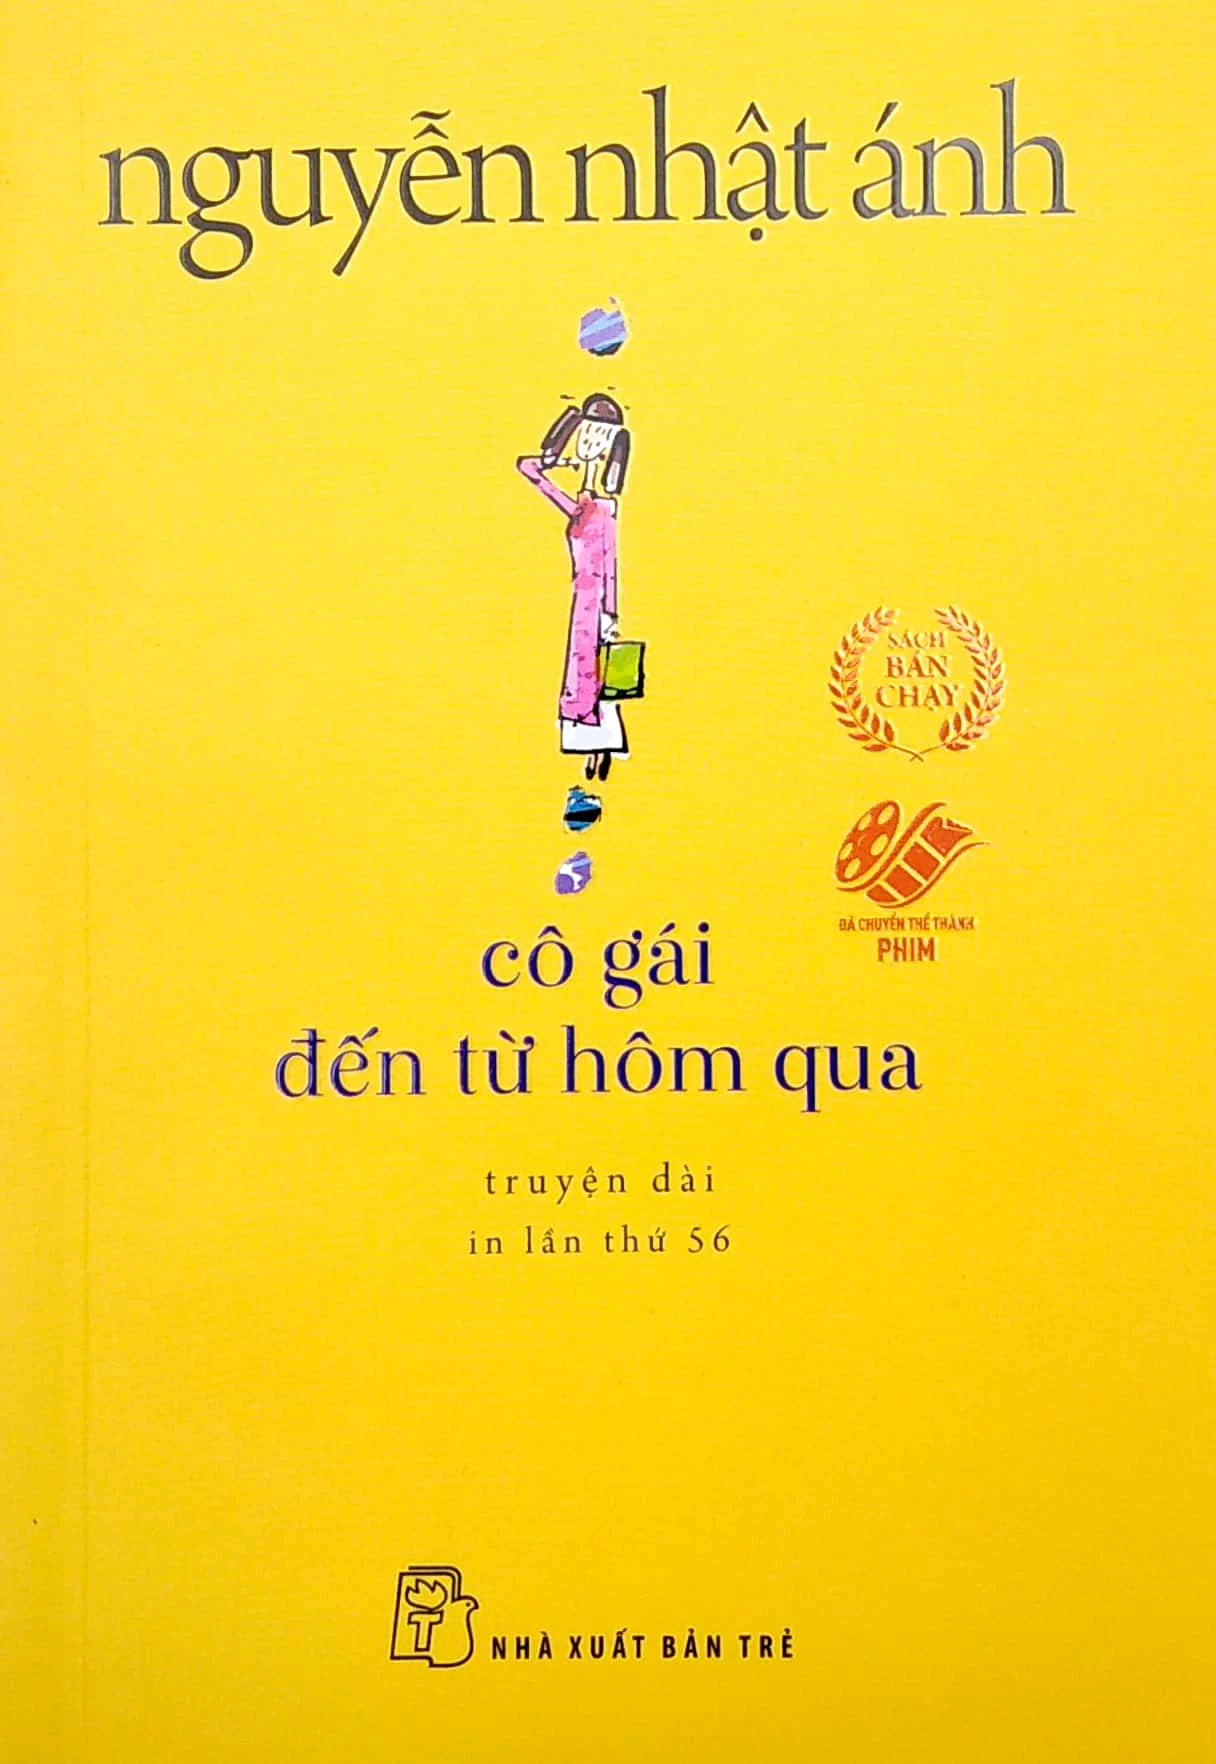 nguyễn nhật ánh
SÁCH
BÁN
CHẠY
ĐÃ CHUYỂN THỂ THÀNH
PHIM
cô gái
đến từ hôm qua
truyện dài
in lần thứ 56
T
NHÀ XUẤT BẢN TRẺ